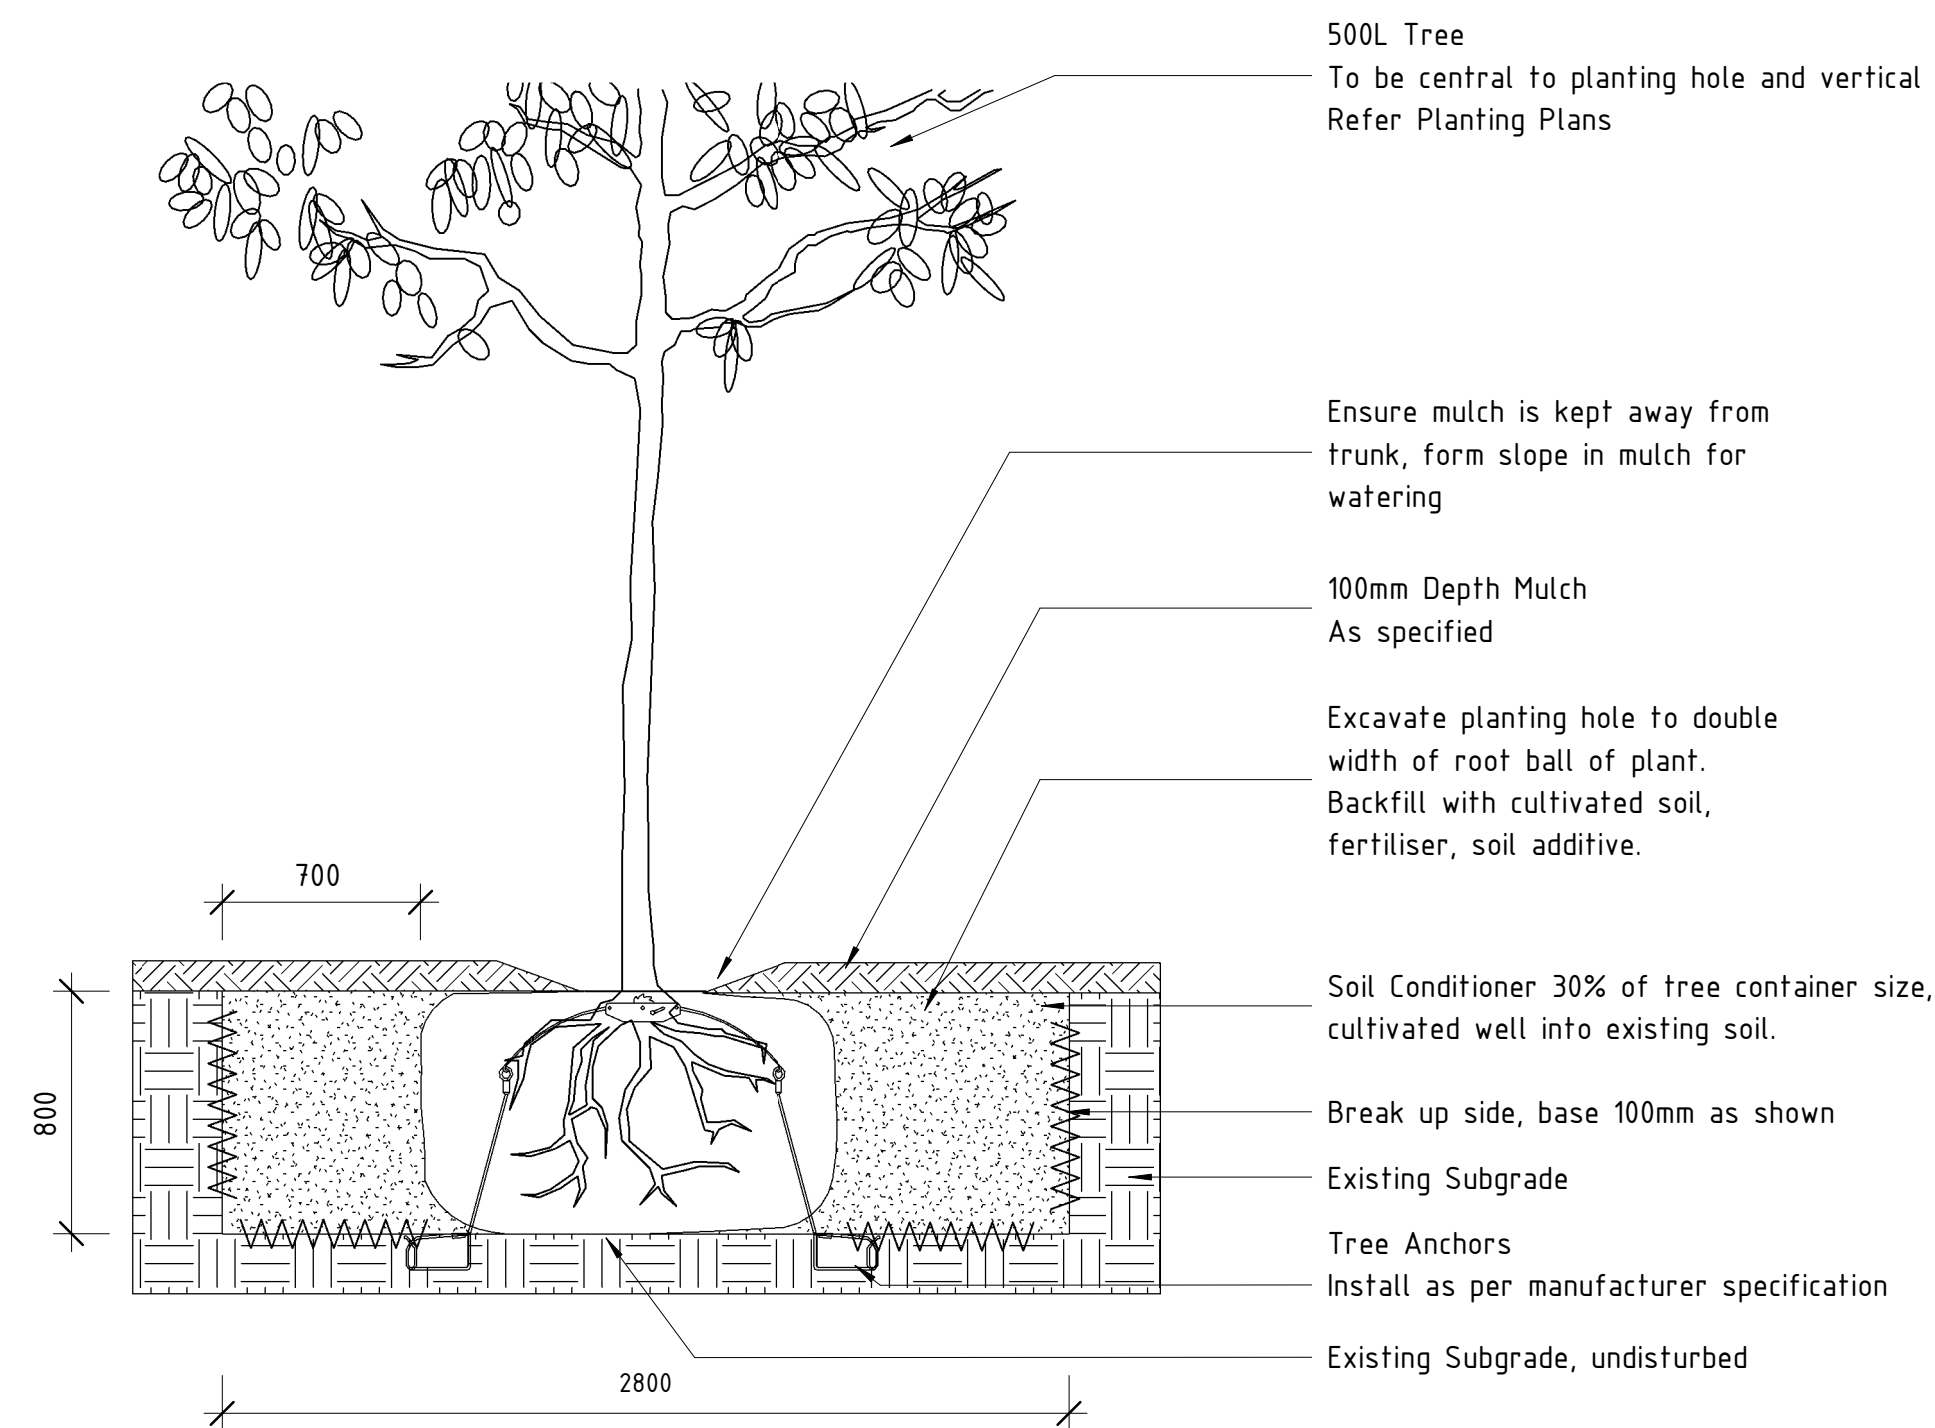 500L Tree
To be central to planting hole and vertical
Refer Planting Plans
Ensure mulch is kept away from
trunk, form slope in mulch for
watering
100mm Depth Mulch
As specified
Excavate planting hole to double
width of root ball of plant.
Backfill with cultivated soil,
fertiliser, soil additive.
700
Soil Conditioner 30% of tree container size,
cultivated well into existing soil.
800
Break up side, base 100mm as shown
Existing Subgrade
Tree Anchors
Install as per manufacturer specification
Existing Subgrade, undisturbed
2800